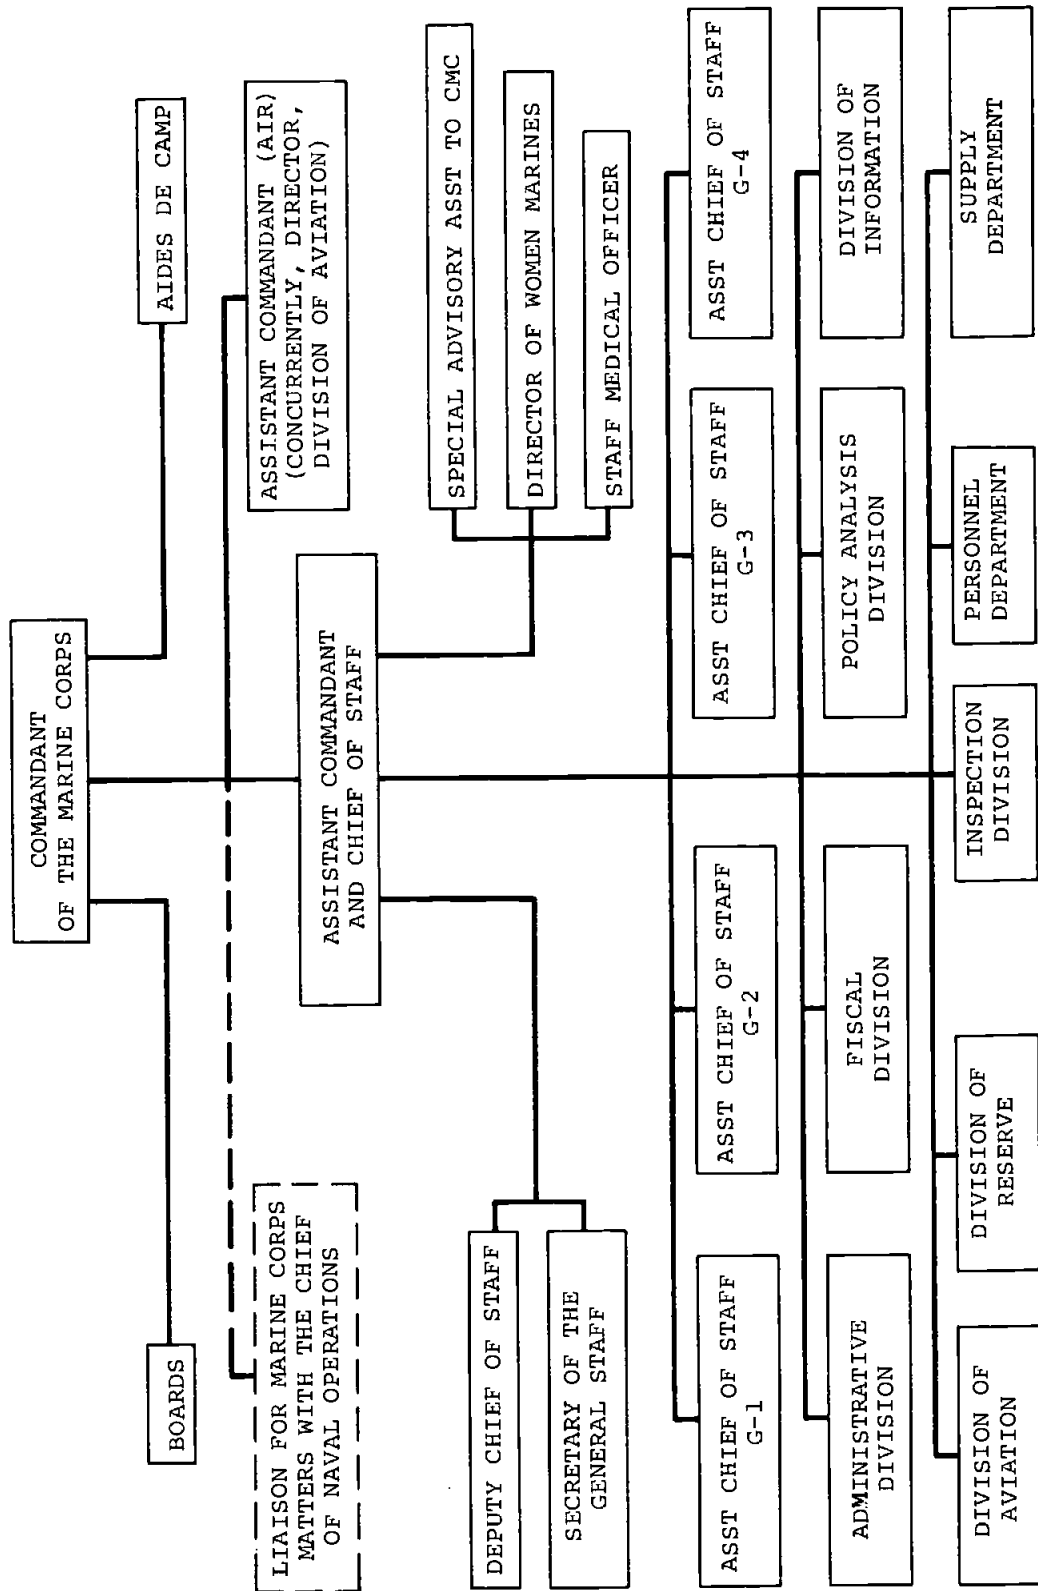 COMMANDANT
OF THE MARINE CORPS
BOARDS
AIDES DE CAMP
LIAISON FOR MARINE CORPS
MATTERS WITH THE CHIEF
OF NAVAL OPERATIONS
ASSISTANT COMMANDANT (AIR)
(CONCURRENTLY, DIRECTOR,
DIVISION OF AVIATION)
ASSISTANT COMMANDANT
AND CHIEF OF STAFF
DEPUTY CHIEF OF STAFF
SECRETARY OF THE
GENERAL STAFF
SPECIAL ADVISORY ASST TO CMC
DIRECTOR OF WOMEN MARINES
STAFF MEDICAL OFFICER
ASST CHIEF OF STAFF
G-1
ASST CHIEF OF STAFF
G-2
ASST CHIEF OF STAFF
G-3
ASST CHIEF OF STAFF
G-4
ADMINISTRATIVE
DIVISION
FISCAL
DIVISION
POLICY ANALYSIS
DIVISION
DIVISION OF
INFORMATION
DIVISION OF
AVIATION
DIVISION OF
RESERVE
INSPECTION
DIVISION
PERSONNEL
DEPARTMENT
SUPPLY
DEPARTMENT